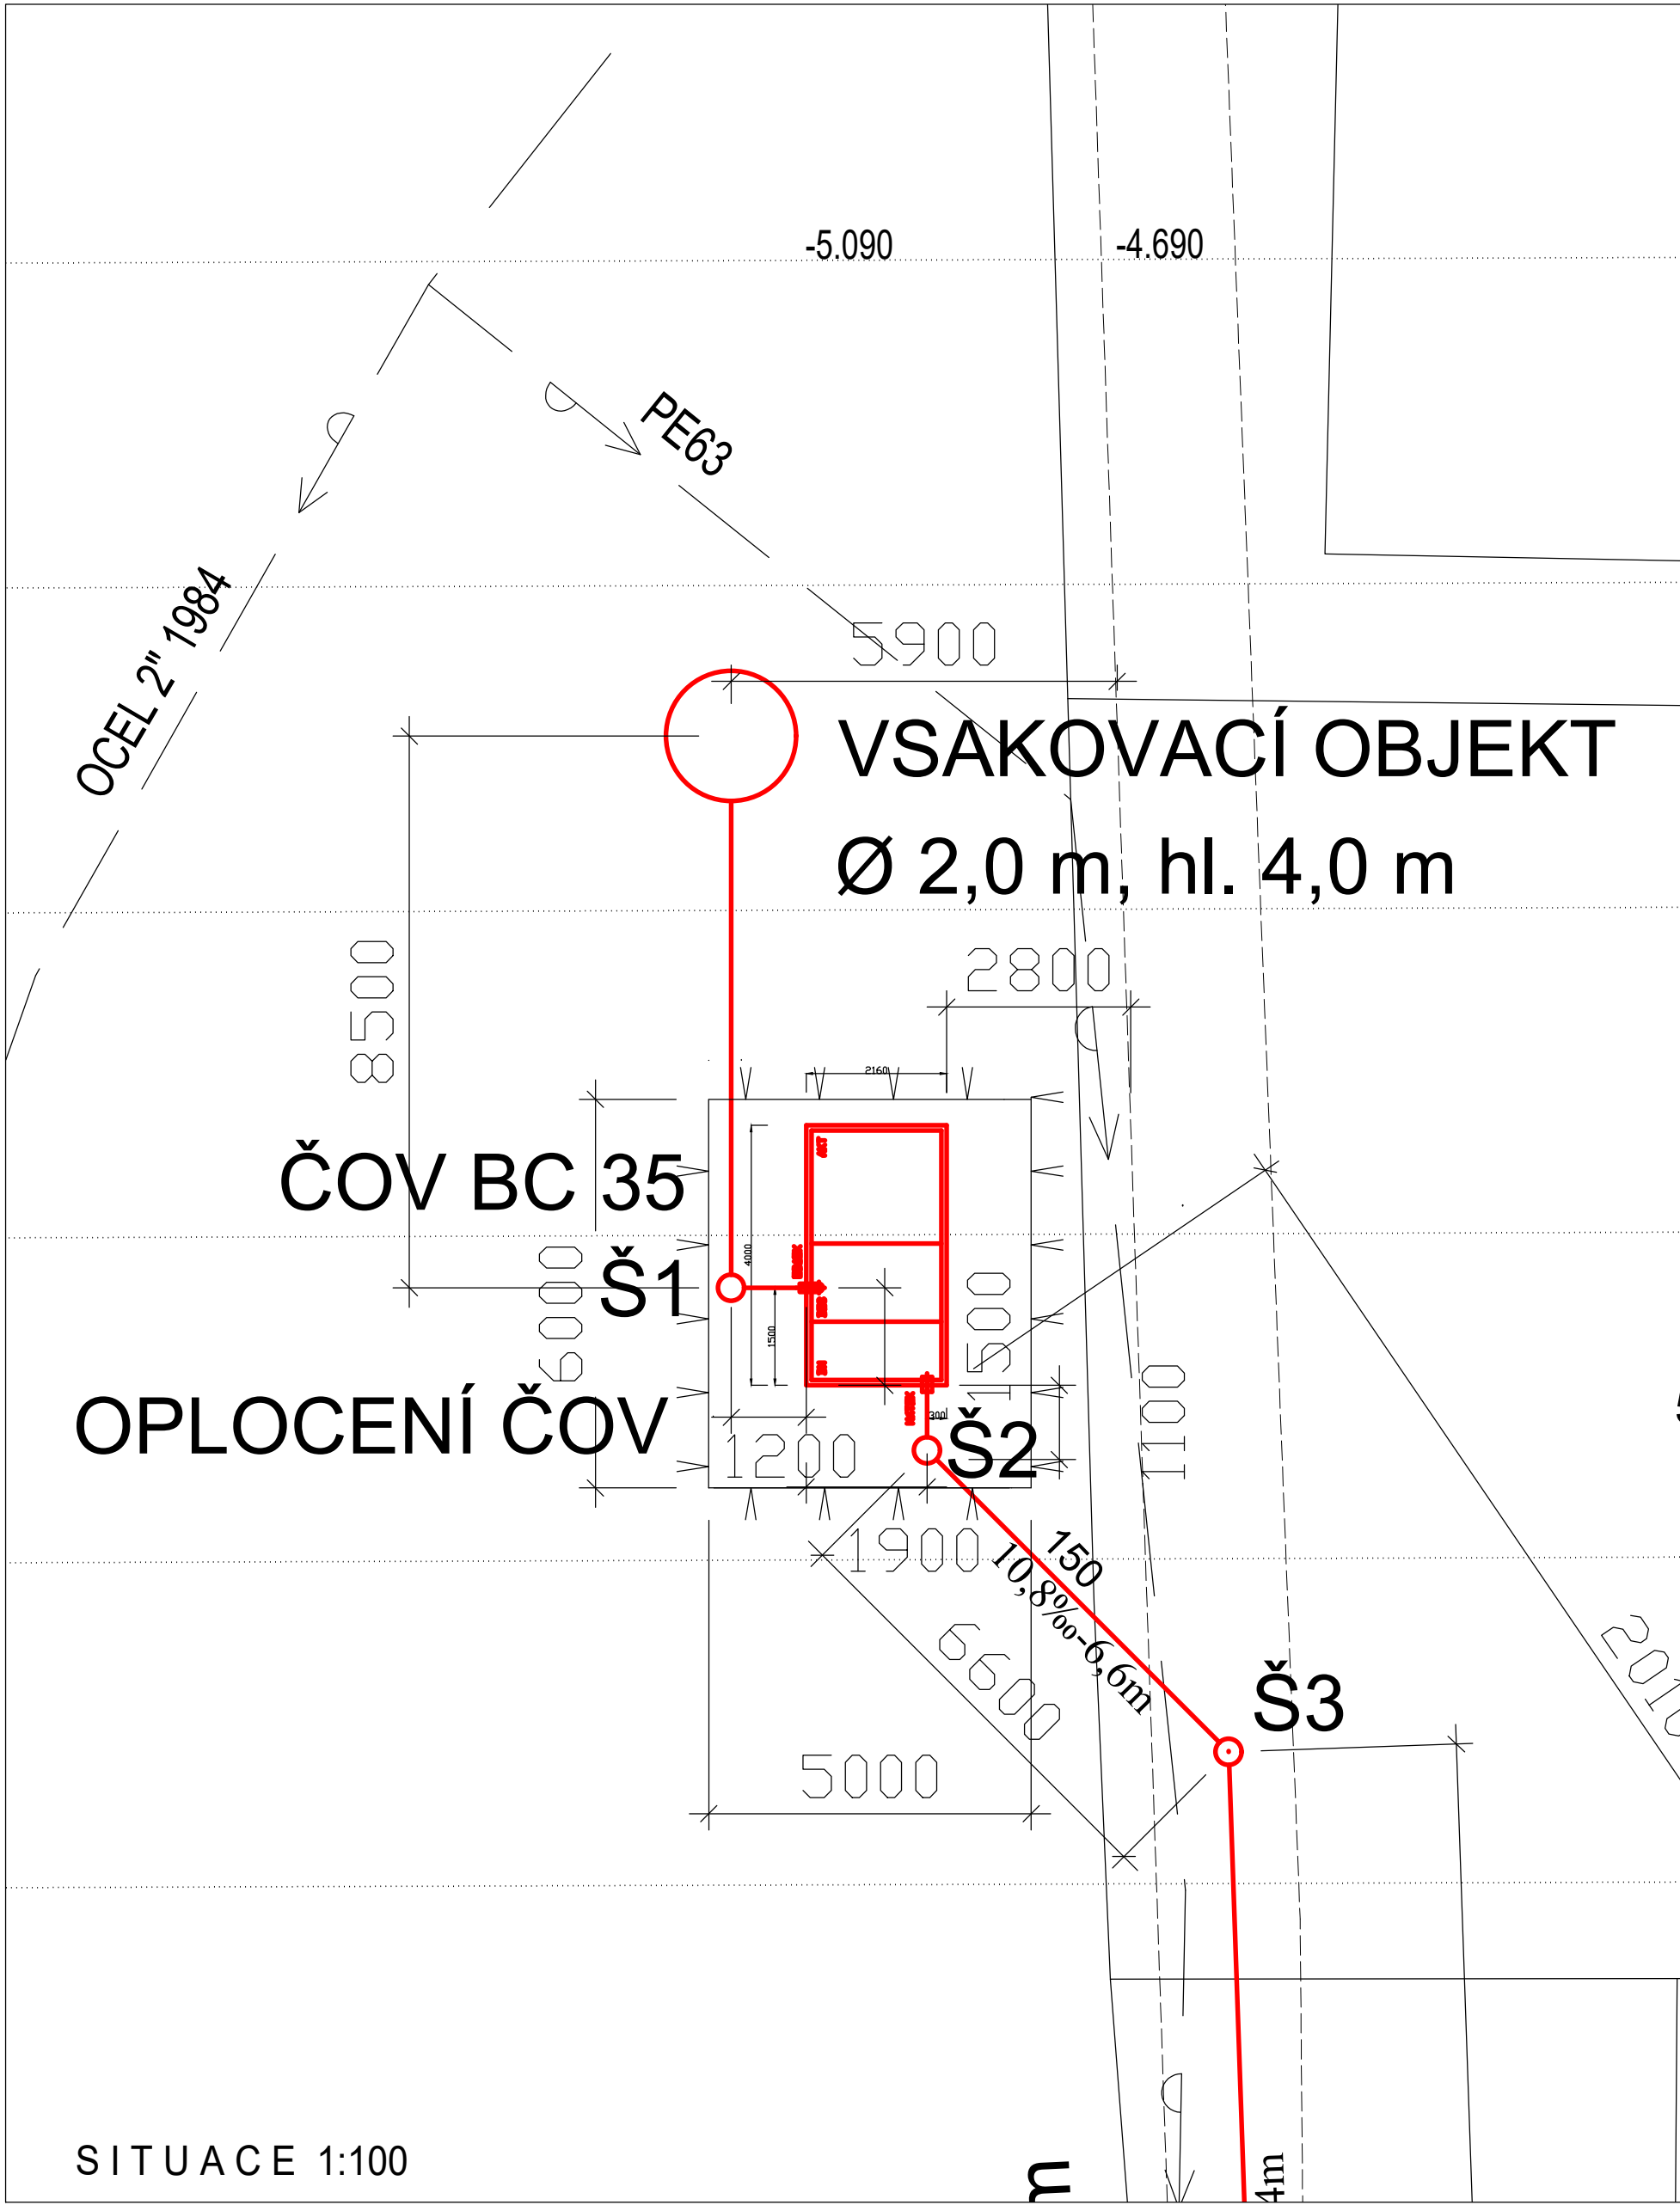 -5.090
-4.690
PE63
OCEL 2" 1984
5900
VSAKOVACÍ OBJEKT
Ø 2,0 m, hl. 4,0 m
8500
2800
2160
ČOV BC 35
4000
6000
Š1
1500
1500
1100
OPLOCENÍ ČOV
300
1200
Š2
1900
150
10,8‰-6,6m
6600
2010
Š3
5000
SITUACE 1:100
m
4m